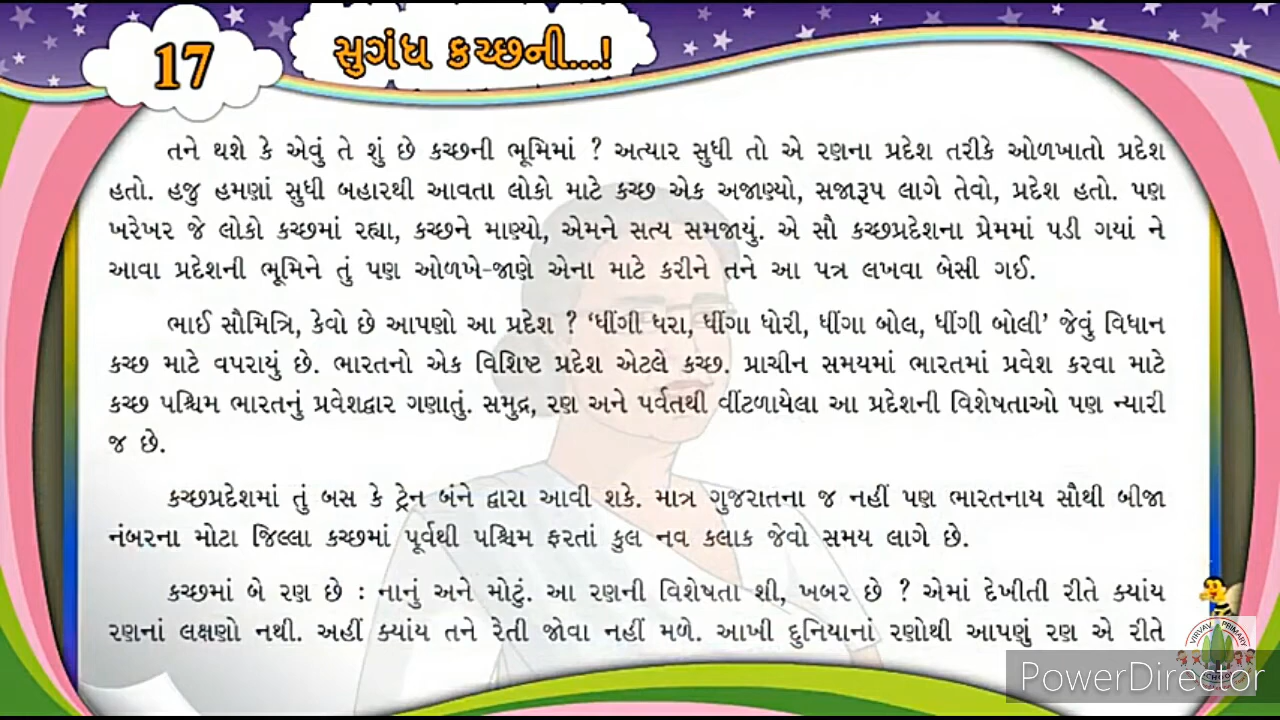 17
સુગંધ કચ્છની...!
તને થશે કે એવું તે શું છે કચ્છની ભૂમિમાં ? અત્યાર સુધી તો એ રણના પ્રદેશ તરીકે ઓળખાતો પ્રદેશ
હતો. હજુ હમણાં સુધી બહારથી આવતા લોકો માટે કચ્છ એક અજાણ્યો, સજારૂપ લાગે તેવો, પ્રદેશ હતો. પણ
ખરેખર જે લોકો કચ્છમાં રહ્યા, કચ્છને માણ્યો, એમને સત્ય સમજાયું. એ સૌ કચ્છપ્રદેશના પ્રેમમાં પડી ગયાં ને
આવા પ્રદેશની ભૂમિને તું પણ ઓળખે-જાણે એના માટે કરીને તને આ પત્ર લખવા બેસી ગઈ.
ભાઈ સૌમિત્રિ, કેવો છે આપણો આ પ્રદેશ ? ‘ધીંગી ધરા, ધીંગા ધોરી, ધીંગા બોલ, ધીંગી બોલી’ જેવું વિધાન
કચ્છ માટે વપરાયું છે. ભારતનો એક વિશિષ્ટ પ્રદેશ એટલે કચ્છ. પ્રાચીન સમયમાં ભારતમાં પ્રવેશ કરવા માટે
કચ્છ પશ્ચિમ ભારતનું પ્રવેશદ્વાર ગણાતું. સમુદ્ર, રણ અને પર્વતથી વીંટળાયેલા આ પ્રદેશની વિશેષતાઓ પણ ન્યારી
જ છે.
કચ્છપ્રદેશમાં તું બસ કે ટ્રેન બંને દ્વારા આવી શકે. માત્ર ગુજરાતના જ નહીં પણ ભારતનાય સૌથી બીજા
નંબરના મોટા જિલ્લા કચ્છમાં પૂર્વથી પશ્ચિમ ફરતાં કુલ નવ કલાક જેવો સમય લાગે છે.
કચ્છમાં બે રણ છે : નાનું અને મોટું. આ રણની વિશેષતા શી, ખબર છે ? એમાં દેખીતી રીતે ક્યાંય
રણનાં લક્ષણો નથી. અહીં ક્યાંય તને રેતી જોવા નહીં મળે. આખી દુનિયાનાં રણોથી આપણું રણ એ રીતે
VIRVAV PRIMARY
PowerDirector